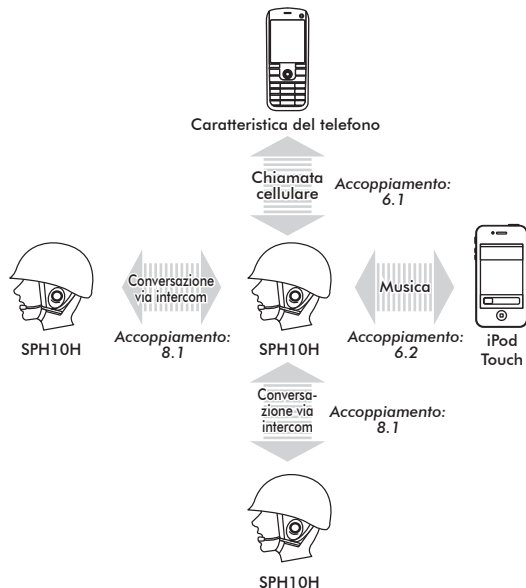 Caratteristica del telefono
Chiamata
cellulare
Accoppiamento:
6.1
Conversazione
via intercom
Musica
SPH10H
Accoppiamento:
8.1
SPH10H
Accoppiamento:
6.2
iPod
Touch
Conversa-
zione via
intercom
Accoppiamento:
8.1
SPH10H